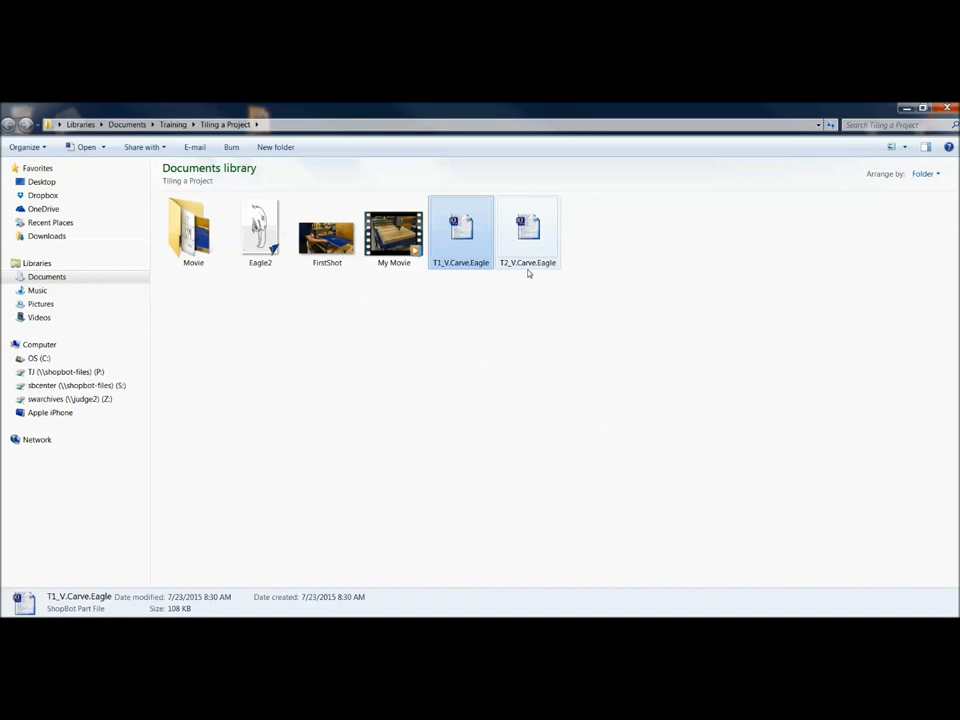 Libraries ▸ Documents ▸ Training ▸ Tiling a Project ▸
Search Tiling a Project
Organize ▾ Open ▾ Share with ▾ E-mail Burn New folder
Favorites
Desktop
Dropbox
OneDrive
Recent Places
Downloads
Libraries
Documents
Music
Pictures
Videos
Computer
OS (C:)
TJ (\\shopbot-files) (P:)
sbcenter (\\shopbot-files) (S:)
swarchives (\\judge2) (Z:)
Apple iPhone
Network
Documents library
Tiling a Project
Arrange by: Folder ▾
Movie
Eagle2
FirstShot
My Movie
T1_V.Carve.Eagle
T2_V.Carve.Eagle
T1_V.Carve.Eagle Date modified: 7/23/2015 8:30 AM Date created: 7/23/2015 8:30 AM
ShopBot Part File Size: 108 KB